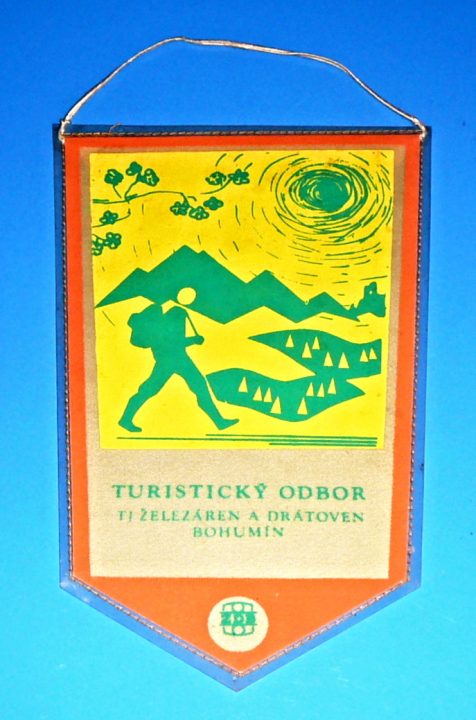 TURISTICKÝ ODBOR
TJ ŽELEZÁREN A DRÁTOVEN
BOHUMÍN